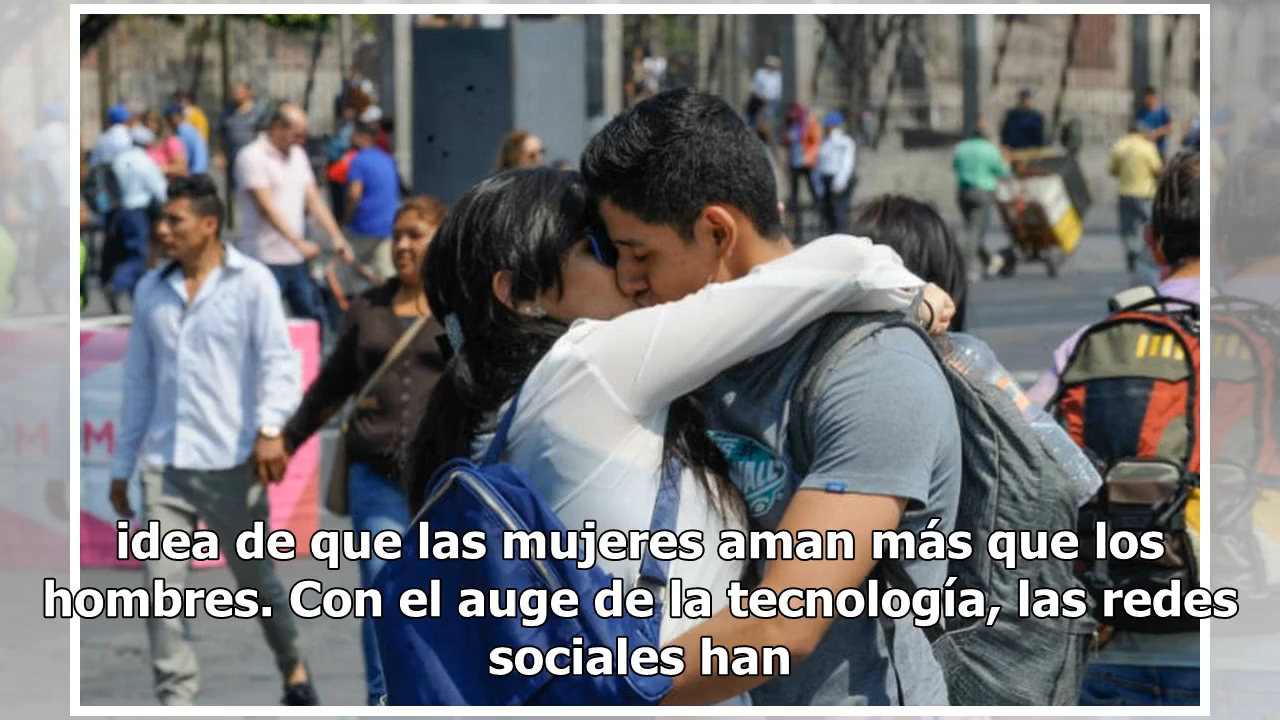 idea de que las mujeres aman más que los
hombres. Con el auge de la tecnología, las redes
sociales han